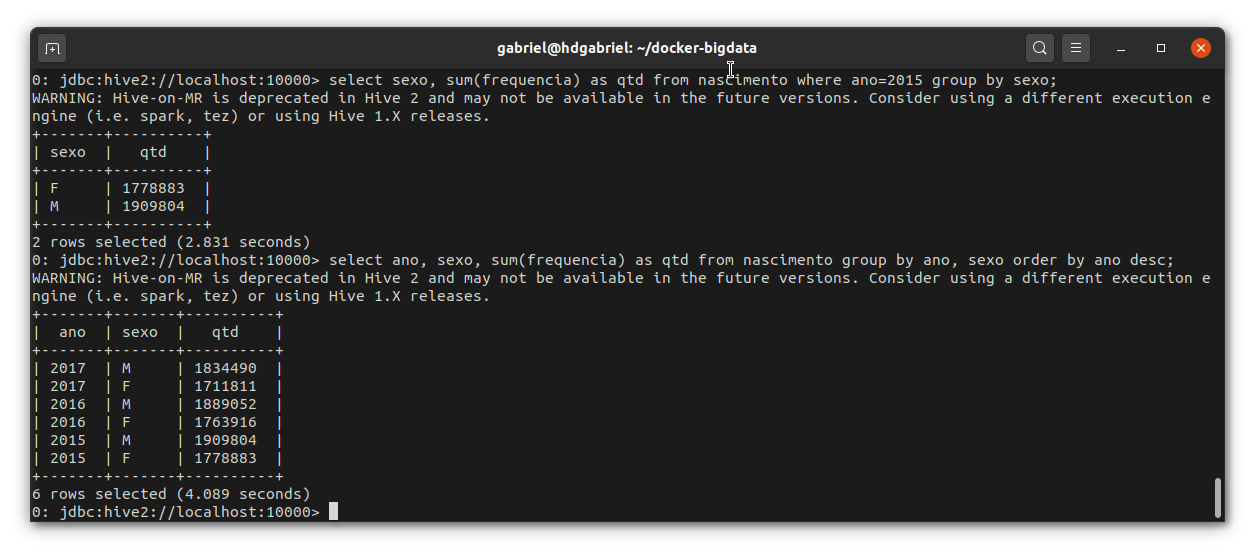 gabriel@hdgabriel: ~/docker-bigdata
0: jdbc:hive2://localhost:10000> select sexo, sum(frequencia) as qtd from nascimento where ano=2015 group by sexo;
WARNING: Hive-on-MR is deprecated in Hive 2 and may not be available in the future versions. Consider using a different execution e
ngine (i.e. spark, tez) or using Hive 1.X releases.
+-------+----------+
| sexo  |   qtd    |
+-------+----------+
| F     | 1778883  |
| M     | 1909804  |
+-------+----------+
2 rows selected (2.831 seconds)
0: jdbc:hive2://localhost:10000> select ano, sexo, sum(frequencia) as qtd from nascimento group by ano, sexo order by ano desc;
WARNING: Hive-on-MR is deprecated in Hive 2 and may not be available in the future versions. Consider using a different execution e
ngine (i.e. spark, tez) or using Hive 1.X releases.
+-------+-------+----------+
|  ano  | sexo  |   qtd    |
+-------+-------+----------+
| 2017  | M     | 1834490  |
| 2017  | F     | 1711811  |
| 2016  | M     | 1889052  |
| 2016  | F     | 1763916  |
| 2015  | M     | 1909804  |
| 2015  | F     | 1778883  |
+-------+-------+----------+
6 rows selected (4.089 seconds)
0: jdbc:hive2://localhost:10000>